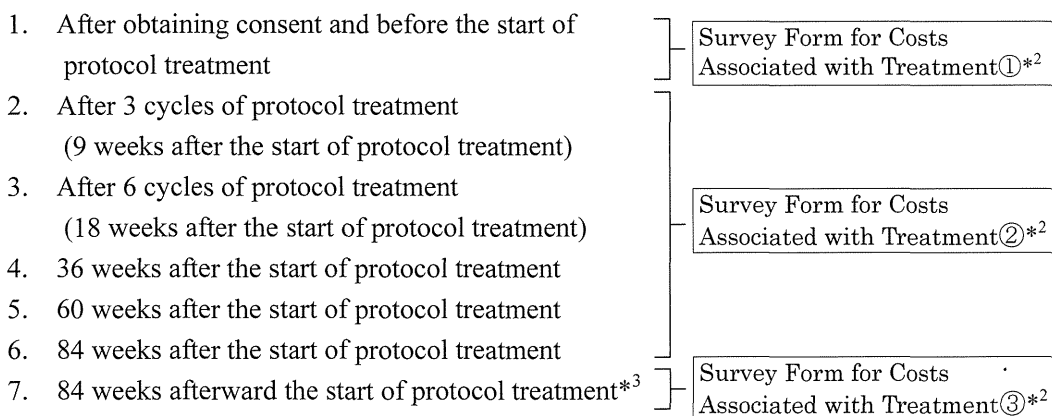 1. After obtaining consent and before the start of
protocol treatment
Survey Form for Costs
Associated with Treatment①*²
2. After 3 cycles of protocol treatment
(9 weeks after the start of protocol treatment)
3. After 6 cycles of protocol treatment
(18 weeks after the start of protocol treatment)
4. 36 weeks after the start of protocol treatment
5. 60 weeks after the start of protocol treatment
6. 84 weeks after the start of protocol treatment
Survey Form for Costs
Associated with Treatment②*²
7. 84 weeks afterward the start of protocol treatment*³
Survey Form for Costs
Associated with Treatment③*²